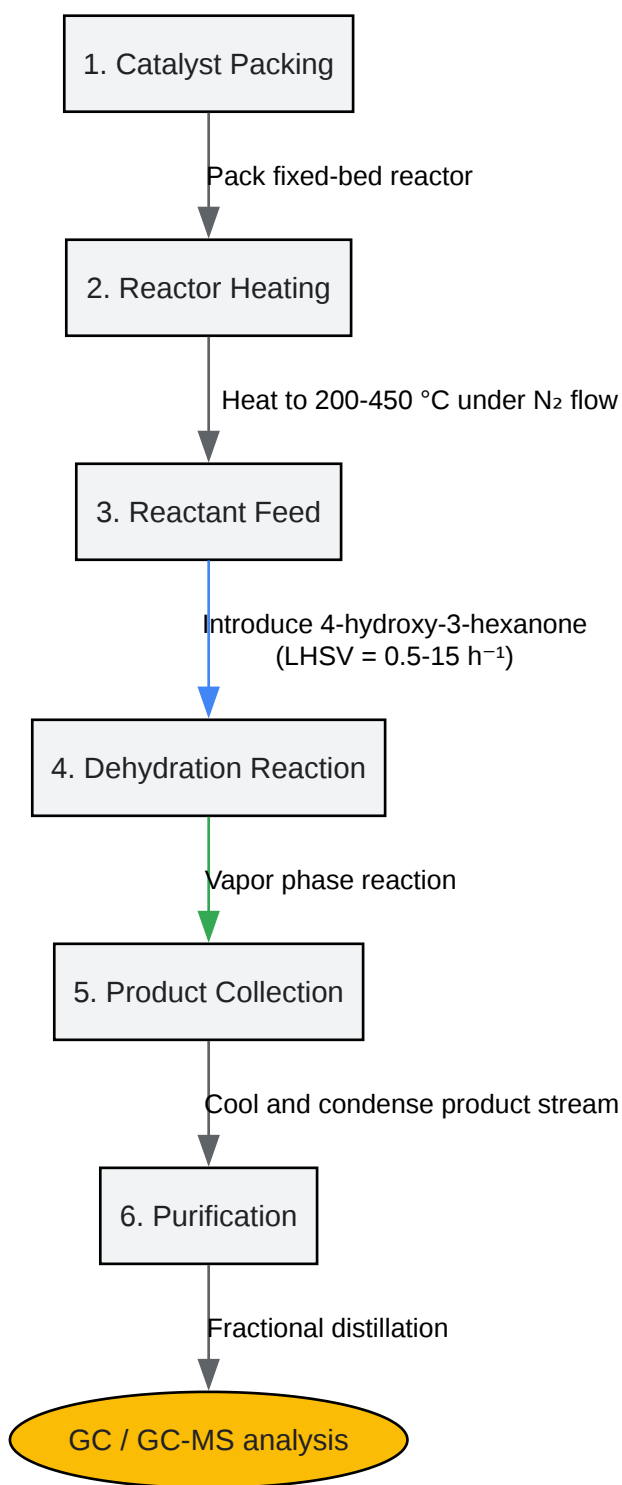 1. Catalyst Packing
Pack fixed-bed reactor
2. Reactor Heating
Heat to 200-450 °C under N₂ flow
3. Reactant Feed
Introduce 4-hydroxy-3-hexanone
(LHSV = 0.5-15 h⁻¹)
4. Dehydration Reaction
Vapor phase reaction
5. Product Collection
Cool and condense product stream
6. Purification
Fractional distillation
GC / GC-MS analysis